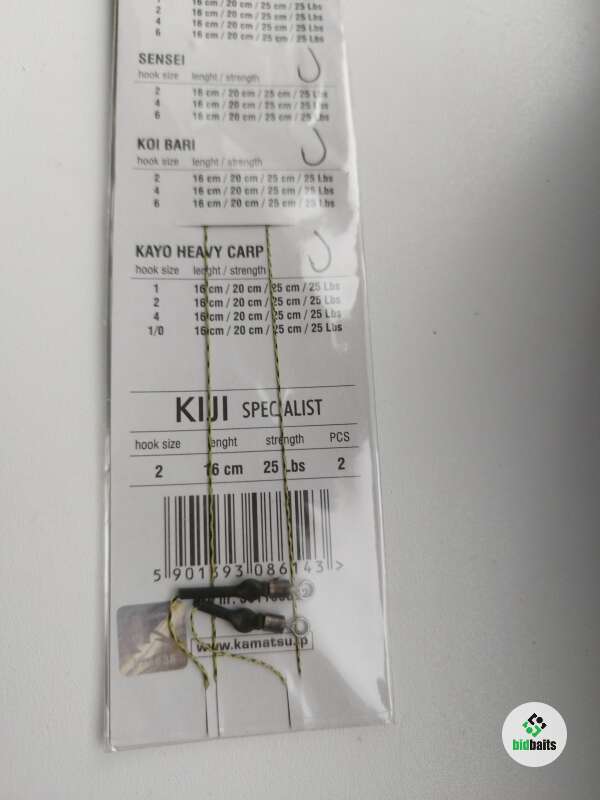 2 16 cm / 20 cm / 25 cm / 25 Lbs
4 16 cm / 20 cm / 25 cm / 25 Lbs
6 16 cm / 20 cm / 25 cm / 25 Lbs
SENSEI
hook size lenght / strength
2 16 cm / 20 cm / 25 cm / 25 Lbs
4 16 cm / 20 cm / 25 cm / 25 Lbs
6 16 cm / 20 cm / 25 cm / 25 Lbs
KOI BARI
hook size lenght / strength
2 16 cm / 20 cm / 25 cm / 25 Lbs
4 16 cm / 20 cm / 25 cm / 25 Lbs
6 16 cm / 20 cm / 25 cm / 25 Lbs
KAYO HEAVY CARP
hook size lenght / strength
1 16 cm / 20 cm / 25 cm / 25 Lbs
2 16 cm / 20 cm / 25 cm / 25 Lbs
4 16 cm / 20 cm / 25 cm / 25 Lbs
1/0 16 cm / 20 cm / 25 cm / 25 Lbs
KIJI SPECIALIST
hook size lenght strength PCS
2 16 cm 25 Lbs 2
5 901393 086143 >
nr.
www.kamatsu.jp
bidbaits